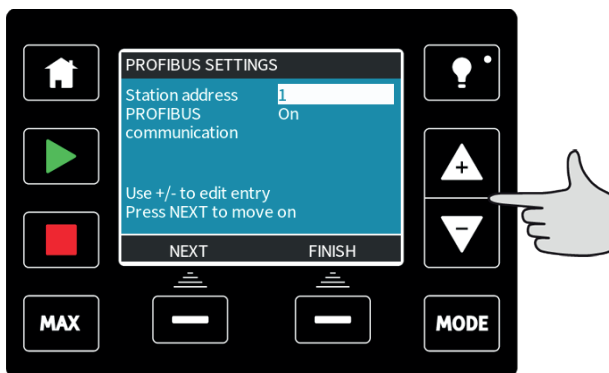 PROFIBUS SETTINGS
Station address 1
PROFIBUS On
communication
Use +/- to edit entry
Press NEXT to move on
NEXT FINISH
+
-
MAX
MODE